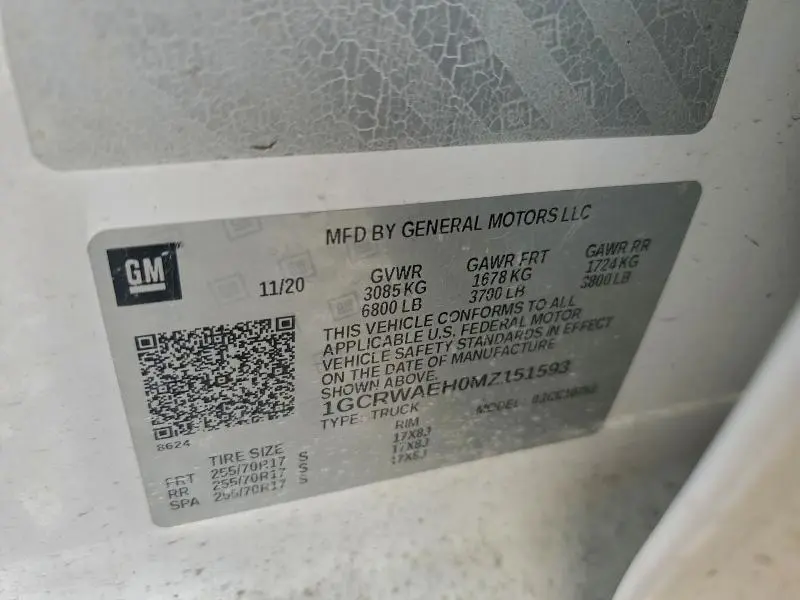 MFD BY GENERAL MOTORS LLC
GM
11/20
GVWR
3085 KG
6800 LB
GAWR FRT
1678 KG
3700 LB
GAWR RR
1724 KG
3800 LB
THIS VEHICLE CONFORMS TO ALL
APPLICABLE U.S. FEDERAL MOTOR
VEHICLE SAFETY STANDARDS IN EFFECT
ON THE DATE OF MANUFACTURE
SHOWN ABOVE.
1GCRWAEH0MZ151593
TYPE: TRUCK
MODEL:
8624
TIRE SIZE
RIM
FRT 255/70R17 S 17X8J
RR 255/70R17 S 17X8J
SPA 255/70R17 S 17X8J